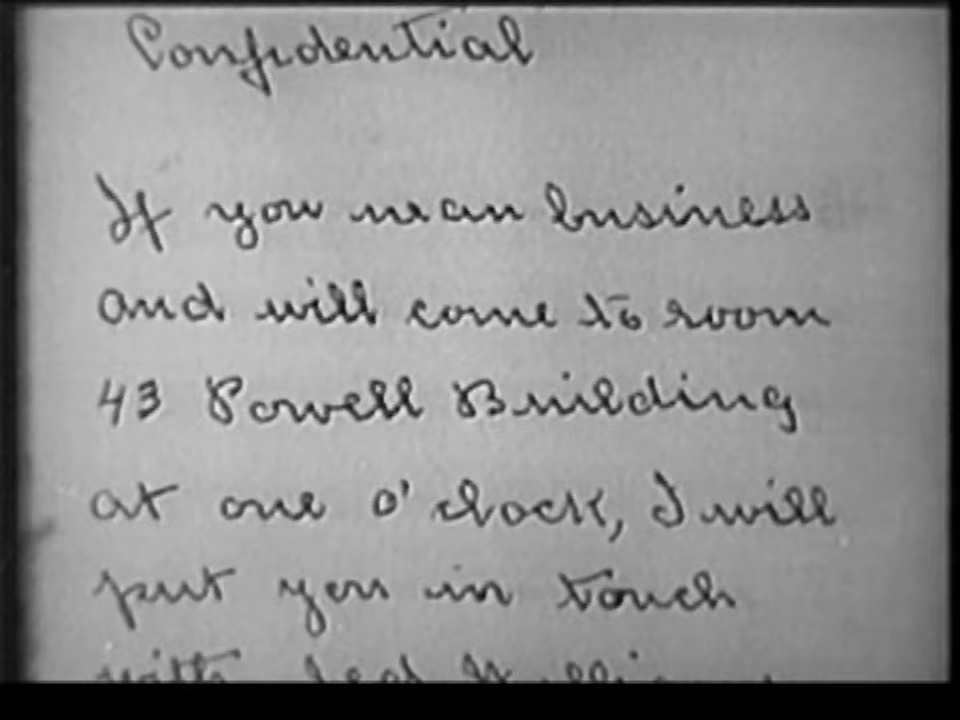 Confidential
If you mean business
and will come to room
43 Powell Building
at one o'clock, I will
put you in touch
with